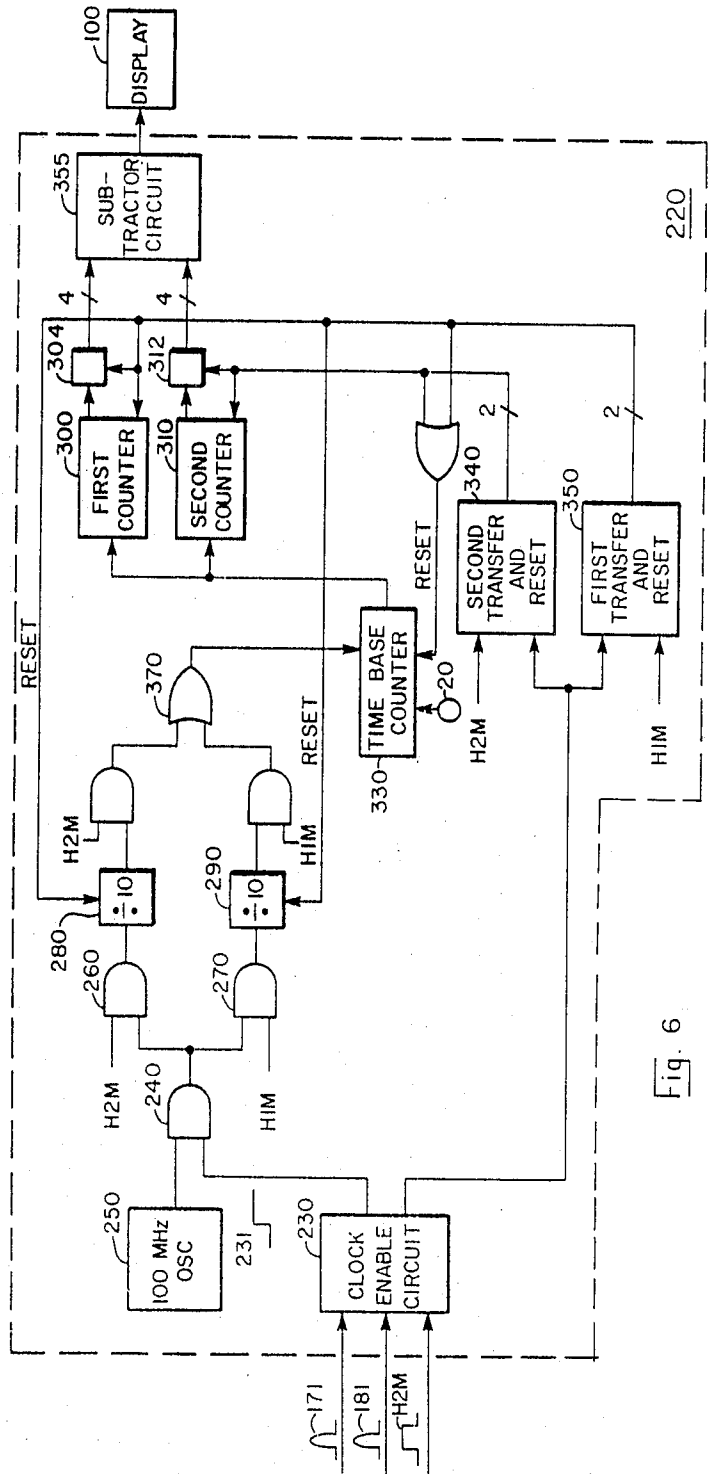 100
DISPLAY
355
SUB-
TRACTOR
CIRCUIT
220
4
4
304
312
300
FIRST
COUNTER
310
SECOND
COUNTER
RESET
RESET
RESET
2
2
340
SECOND
TRANSFER
AND
RESET
350
FIRST
TRANSFER
AND
RESET
H2M
H1M
370
330
TIME BASE
COUNTER
20
H2M
H1M
280
÷10
290
÷10
260
270
H2M
H1M
240
250
100 MHz
OSC
231
230
CLOCK
ENABLE
CIRCUIT
171
181
H2M
Fig. 6